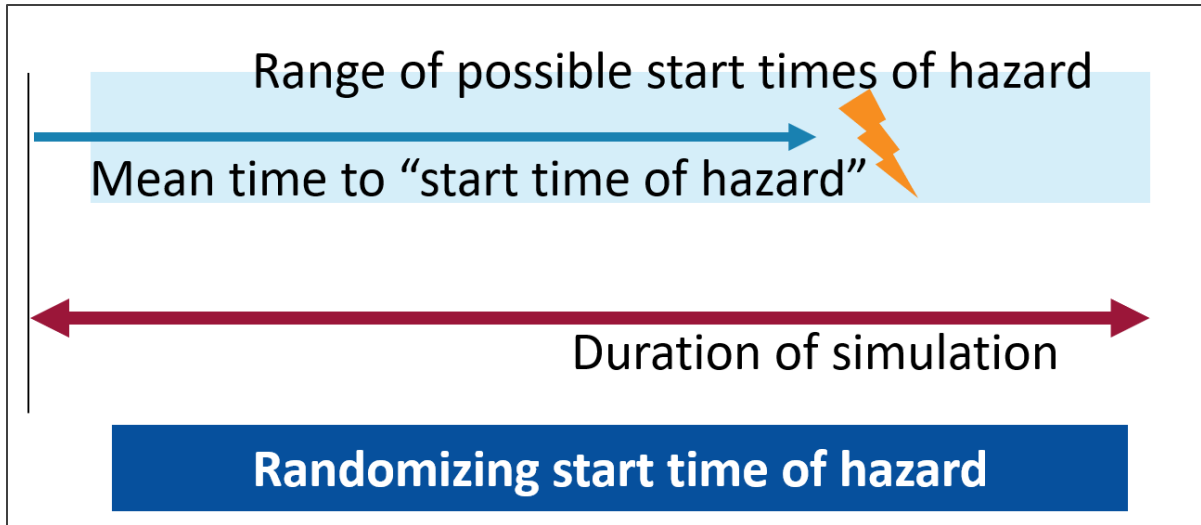 Range of possible start times of hazard
Mean time to “start time of hazard”
Duration of simulation
Randomizing start time of hazard